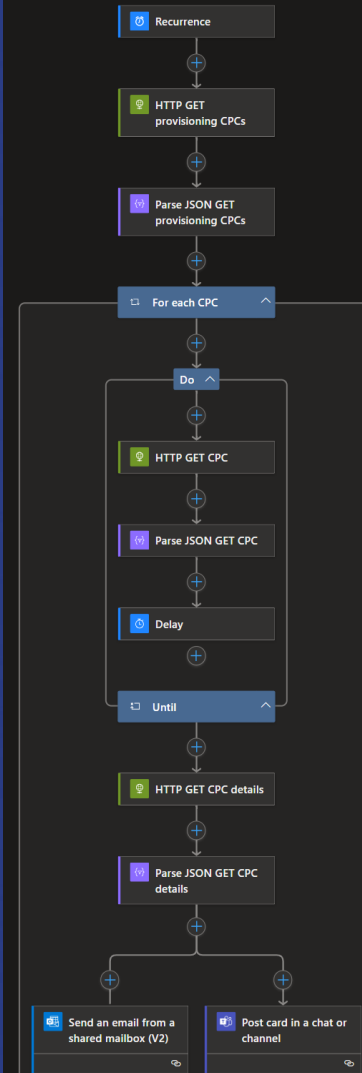 Recurrence
HTTP GET
provisioning CPCs
Parse JSON GET
provisioning CPCs
For each CPC
Do
HTTP GET CPC
Parse JSON GET CPC
Delay
Until
HTTP GET CPC details
Parse JSON GET CPC
details
Send an email from a
shared mailbox (V2)
Post card in a chat or
channel